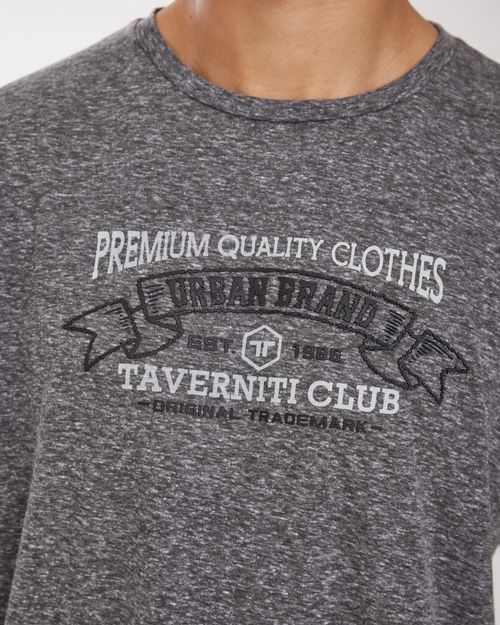 PREMIUM QUALITY CLOTHES
URBAN BRAND
EST. 1986
TAVERNITI CLUB
-ORIGINAL TRADEMARK-